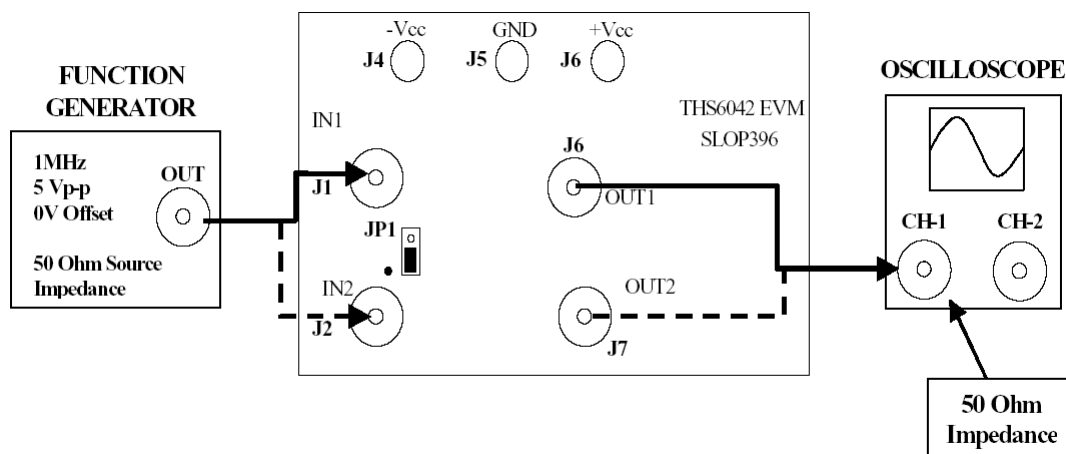 -Vcc
GND
+Vcc
J4
J5
J6
FUNCTION
GENERATOR
OSCILLOSCOPE
THS6042 EVM
SLOP396
IN1
1MHz
5 Vp-p
0V Offset
50 Ohm Source
Impedance
OUT
J1
J6
OUT1
JP1
CH-1
CH-2
IN2
J2
OUT2
J7
50 Ohm
Impedance